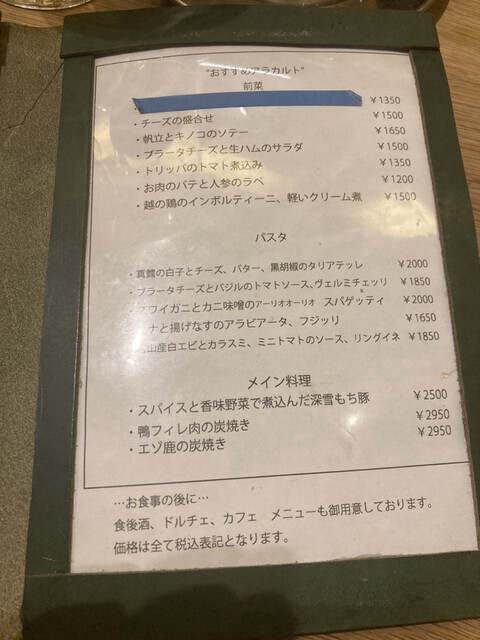 "おすすめアラカルト"
前菜
・ ¥1350
・チーズの盛合せ ¥1500
・帆立とキノコのソテー ¥1650
・ブラータチーズと生ハムのサラダ ¥1500
・トリッパのトマト煮込み ¥1350
・お肉のパテと人参のラペ ¥1200
・越の鶏のインボルティーニ、軽いクリーム煮 ¥1500
パスタ
・真鱈の白子とチーズ、バター、黒胡椒のタリアテッレ ¥2000
・ブラータチーズとバジルのトマトソース、ヴェルミチェッリ ¥1850
ワイガニとカニ味噌のアーリオオーリオ スパゲッティ ¥2000
ナと揚げなすのアラビアータ、フジッリ ¥1650
山産白エビとカラスミ、ミニトマトのソース、リングイネ ¥1850
メイン料理
・スパイスと香味野菜で煮込んだ深雪もち豚 ¥2500
・鴨フィレ肉の炭焼き ¥2950
・エゾ鹿の炭焼き ¥2950
…お食事の後に…
食後酒、ドルチェ、カフェ メニューも御用意しております。
価格は全て税込表記となります。